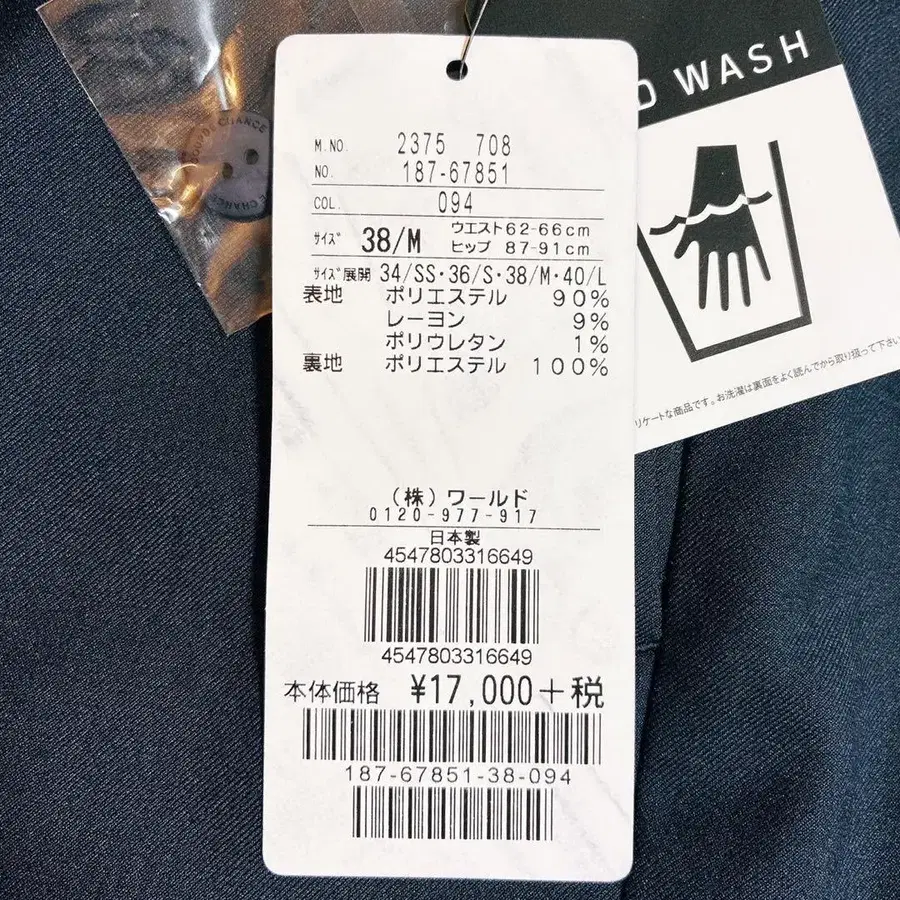 COUP DE CHANCE
CHANCE
D WASH
リケートな商品です。お洗濯は裏面をよく読んでから取り扱って下さい
M.NO. 2375 708
NO. 187-67851
COL. 094
サイズ 38/M ウエスト62-66cm
ヒップ 87-91cm
サイズ展開 34/SS・36/S・38/M・40/L
表地 ポリエステル 90%
レーヨン 9%
ポリウレタン 1%
裏地 ポリエステル 100%
(株)ワールド
0120-977-917
日本製
4547803316649
4547803316649
本体価格 ¥17,000+税
187-67851-38-094